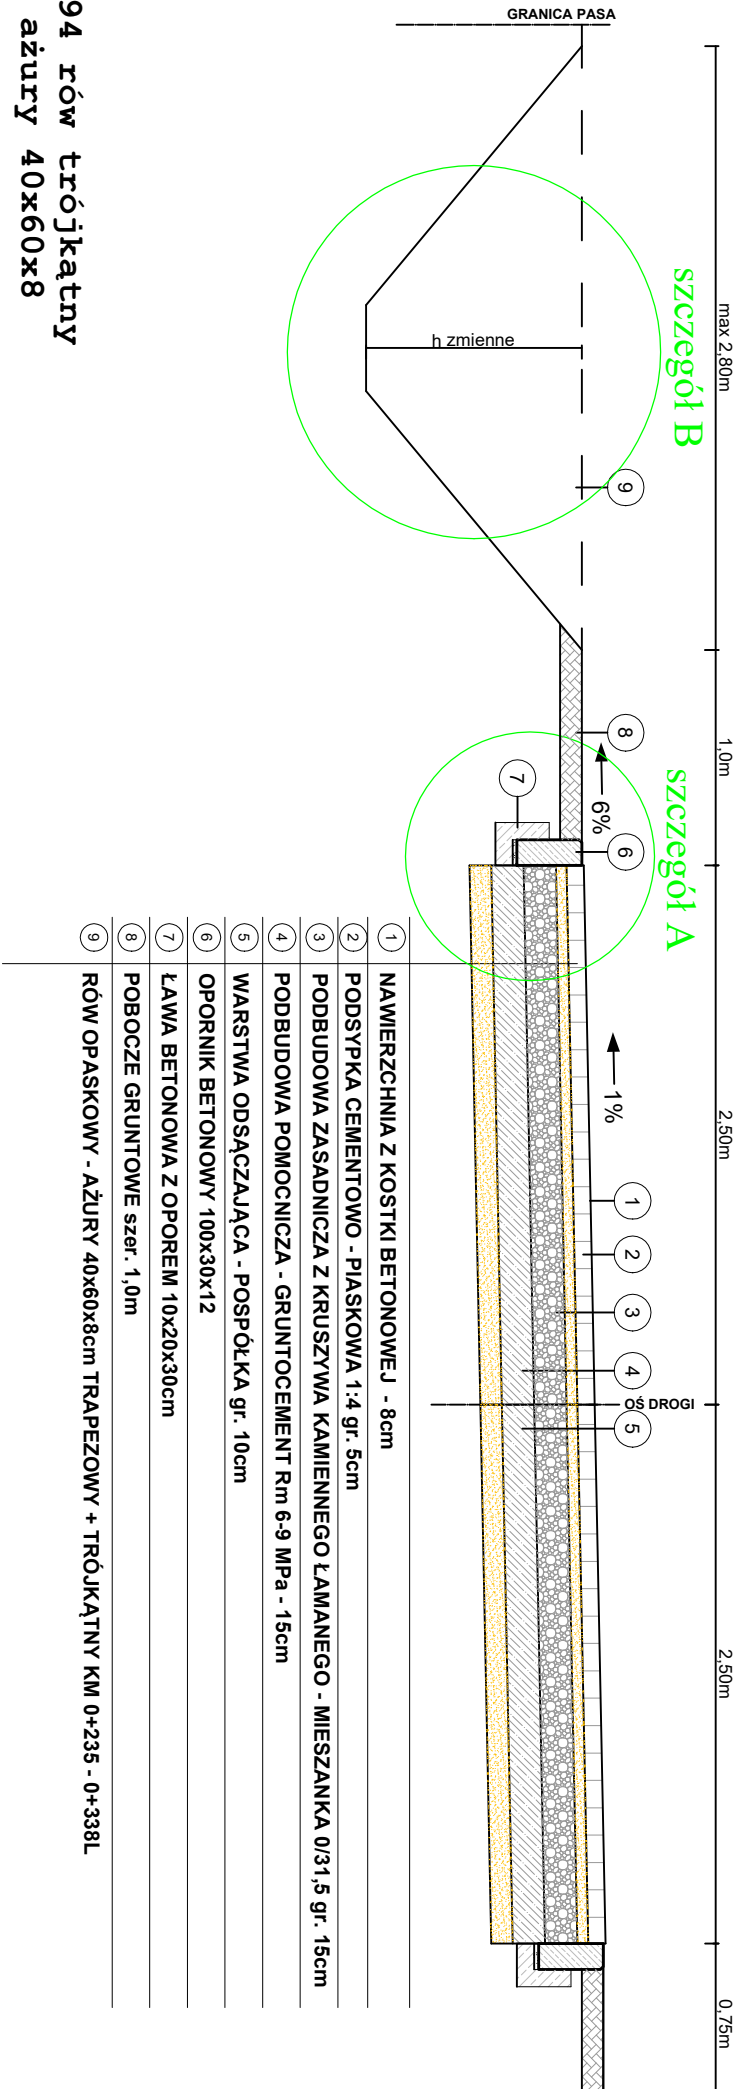 GRANICA PASA
max 2,80m
1,0m
2,50m
2,50m
0,75m
szczegół B
szczegół A
h zmienne
9
8
7
6
6%
1%
1
2
3
4
5
OŚ DROGI
1 NAWIERZCHNIA Z KOSTKI BETONOWEJ - 8cm
2 PODSYPKA CEMENTOWO - PIASKOWA 1:4 gr. 5cm
3 PODBUDOWA ZASADNICZA Z KRUSZYWA KAMIENNEGO ŁAMANEGO - MIESZANKA 0/31,5 gr. 15cm
4 PODBUDOWA POMOCNICZA - GRUNTOCEMENT Rm 6-9 MPa - 15cm
5 WARSTWA ODSĄCZAJĄCA - POSPÓŁKA gr. 10cm
6 OPORNIK BETONOWY 100x30x12
7 ŁAWA BETONOWA Z OPOREM 10x20x30cm
8 POBOCZE GRUNTOWE szer. 1,0m
9 RÓW OPASKOWY - AŻURY 40x60x8cm TRAPEZOWY + TRÓJKĄTNY KM 0+235 - 0+338L
94 rów trójkątny
ażury 40x60x8